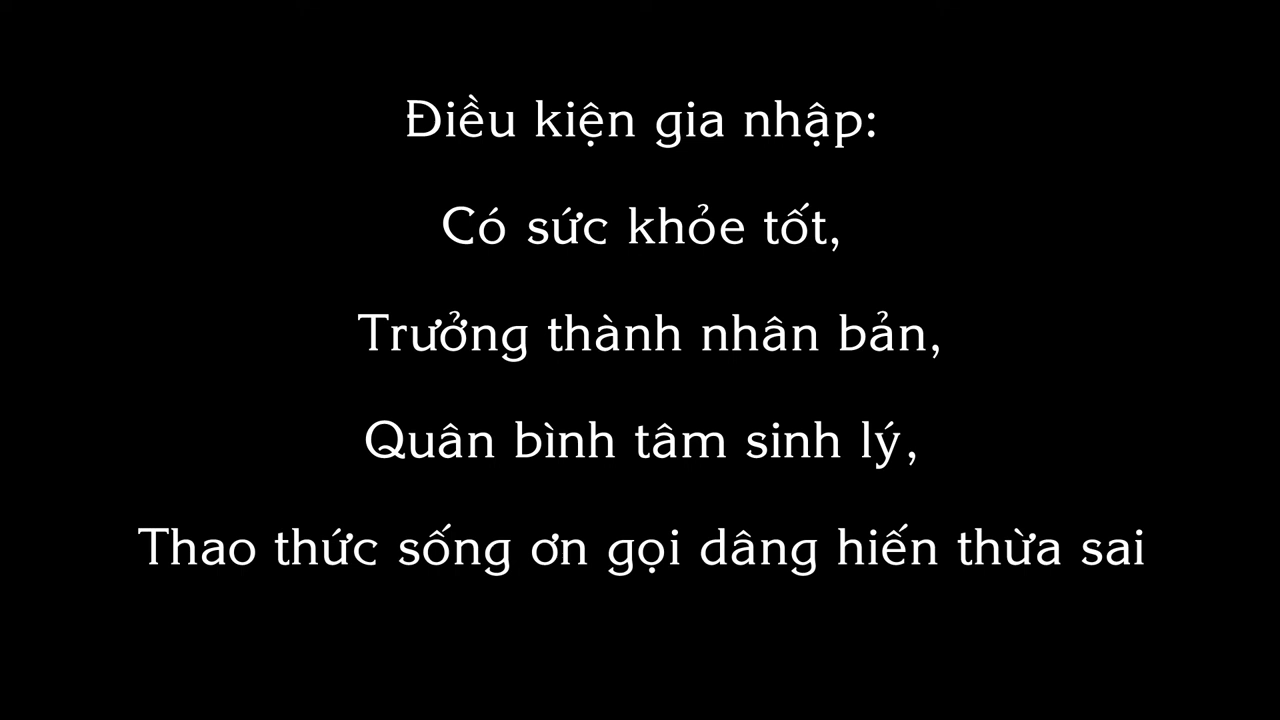 Điều kiện gia nhập:
Có sức khỏe tốt,
Trưởng thành nhân bản,
Quân bình tâm sinh lý,
Thao thức sống ơn gọi dâng hiến thừa sai